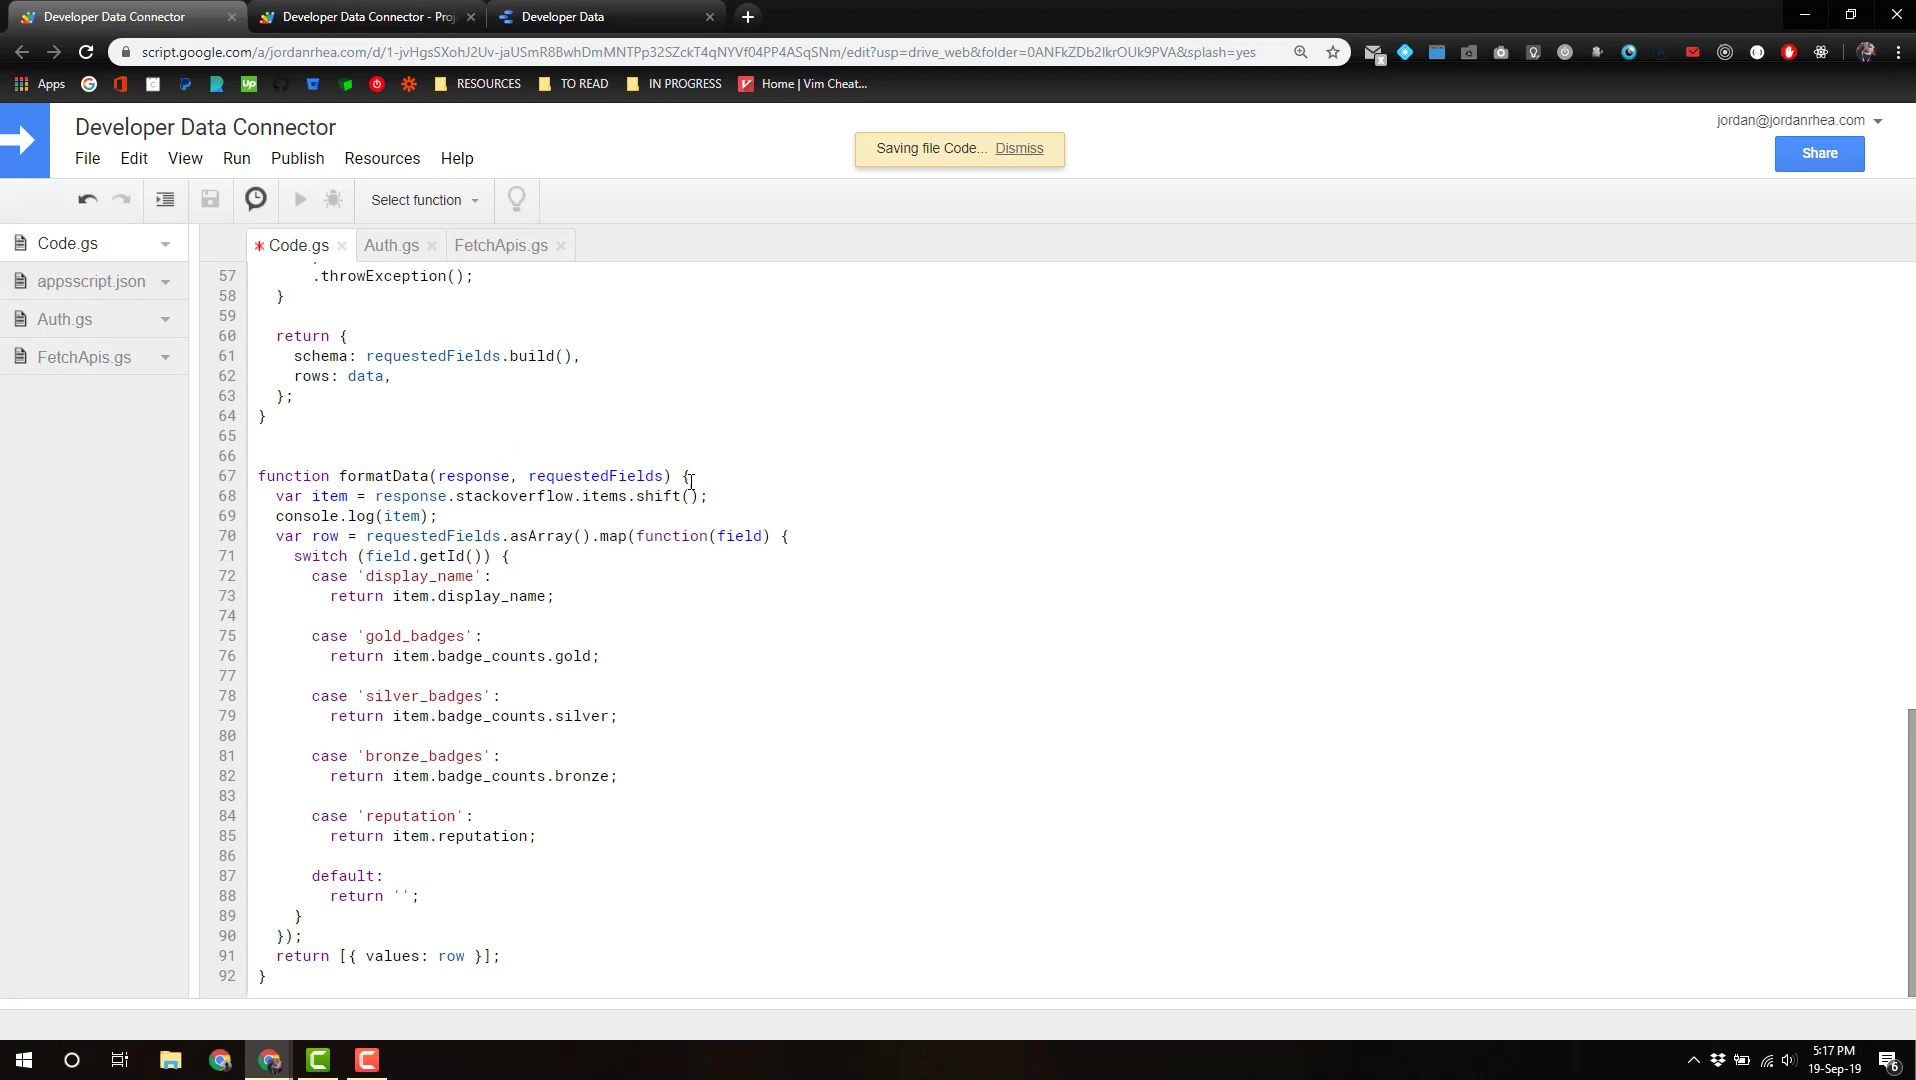 Developer Data Connector
Developer Data Connector - Proj
Developer Data
script.google.com/a/jordanrhea.com/d/1-jvHgsSXohJ2Uv-jaUSmR8BwhDmMNTPp32SZckT4qNYVf04PP4ASqSNm/edit?usp=drive_web&folder=0ANFkZDb2IkrOUk9PVA&splash=yes
Apps
Up
RESOURCES
TO READ
IN PROGRESS
Home | Vim Cheat...
Developer Data Connector
jordan@jordanrhea.com
File Edit View Run Publish Resources Help
Saving file Code... Dismiss
Share
Select function
Code.gs
appsscript.json
Auth.gs
FetchApis.gs
* Code.gs
Auth.gs
FetchApis.gs
57 .throwException();
58 }
59
60 return {
61 schema: requestedFields.build(),
62 rows: data,
63 };
64 }
65
66
67 function formatData(response, requestedFields) {
68 var item = response.stackoverflow.items.shift();
69 console.log(item);
70 var row = requestedFields.asArray().map(function(field) {
71 switch (field.getId()) {
72 case 'display_name':
73 return item.display_name;
74
75 case 'gold_badges':
76 return item.badge_counts.gold;
77
78 case 'silver_badges':
79 return item.badge_counts.silver;
80
81 case 'bronze_badges':
82 return item.badge_counts.bronze;
83
84 case 'reputation':
85 return item.reputation;
86
87 default:
88 return '';
89 }
90 });
91 return [{ values: row }];
92 }
5:17 PM
19-Sep-19
6